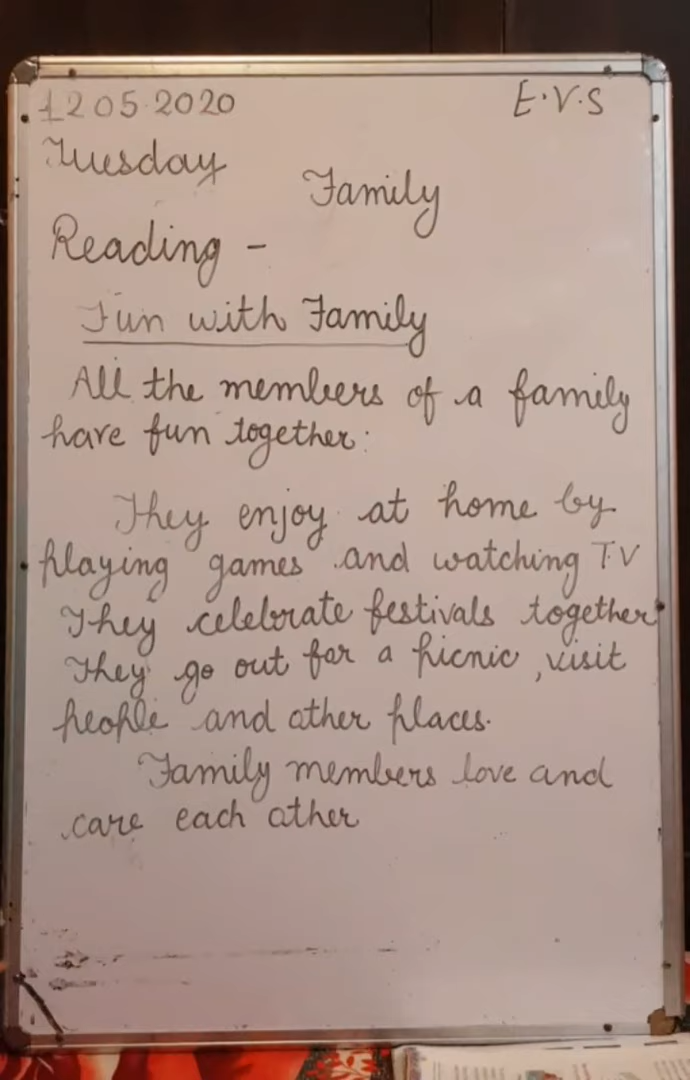 12 05.2020 E.V.S
Tuesday
Family
Reading -
Fun with Family
All the members of a family
have fun together.
They enjoy at home by
playing games and watching TV
They celebrate festivals together
They go out for a picnic, visit
people and other places.
Family members love and
care each other